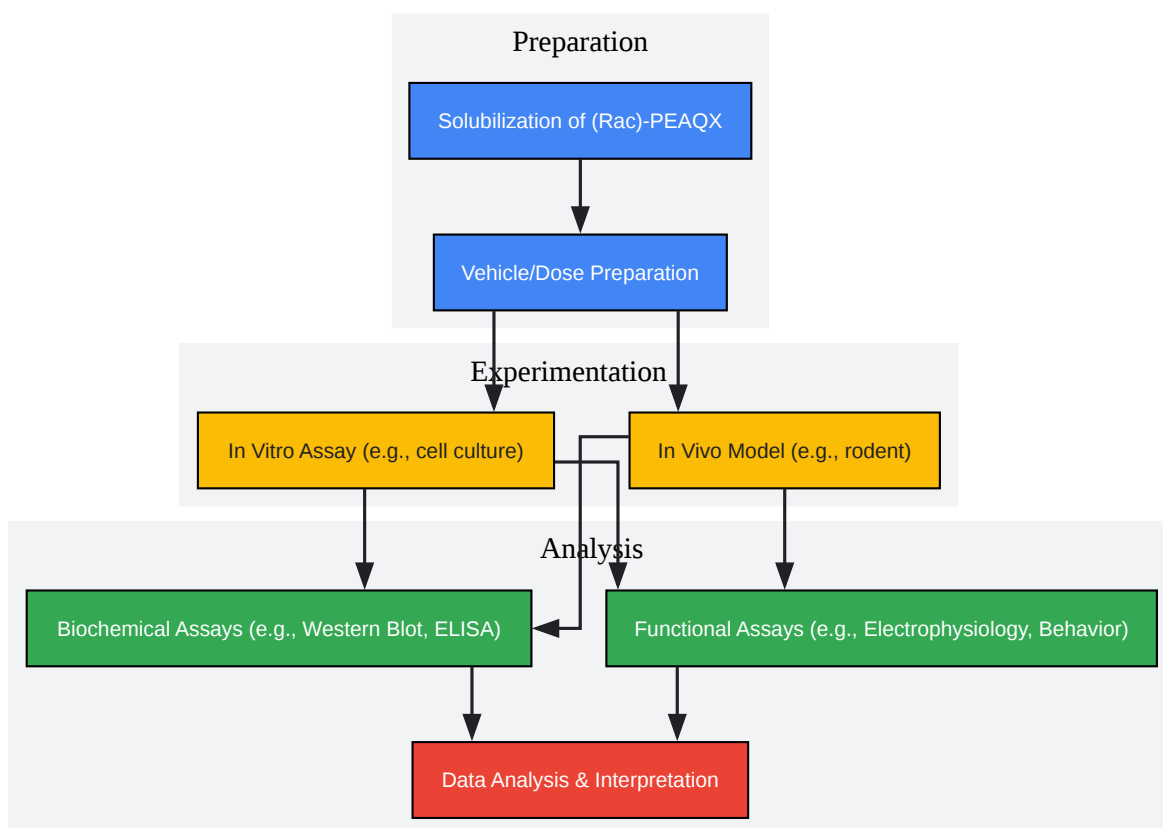 Preparation
Solubilization of (Rac)-PEAQX
Vehicle/Dose Preparation
Experimentation
In Vitro Assay (e.g., cell culture)
In Vivo Model (e.g., rodent)
Analysis
Biochemical Assays (e.g., Western Blot, ELISA)
Functional Assays (e.g., Electrophysiology, Behavior)
Data Analysis & Interpretation